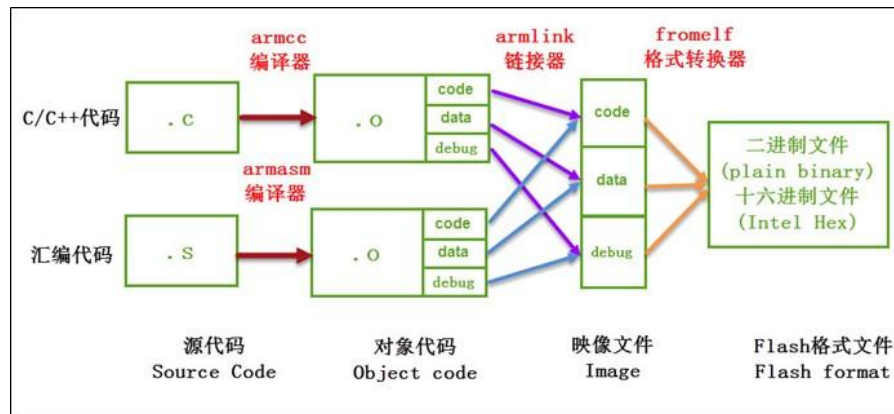 armcc
编译器
armlink
链接器
fromelf
格式转换器
C/C++代码
.c
.o
code
data
debug
armasm
编译器
汇编代码
.s
.o
code
data
debug
code
data
debug
二进制文件
(plain binary)
十六进制文件
(Intel Hex)
源代码
Source Code
对象代码
Object code
映像文件
Image
Flash格式文件
Flash format